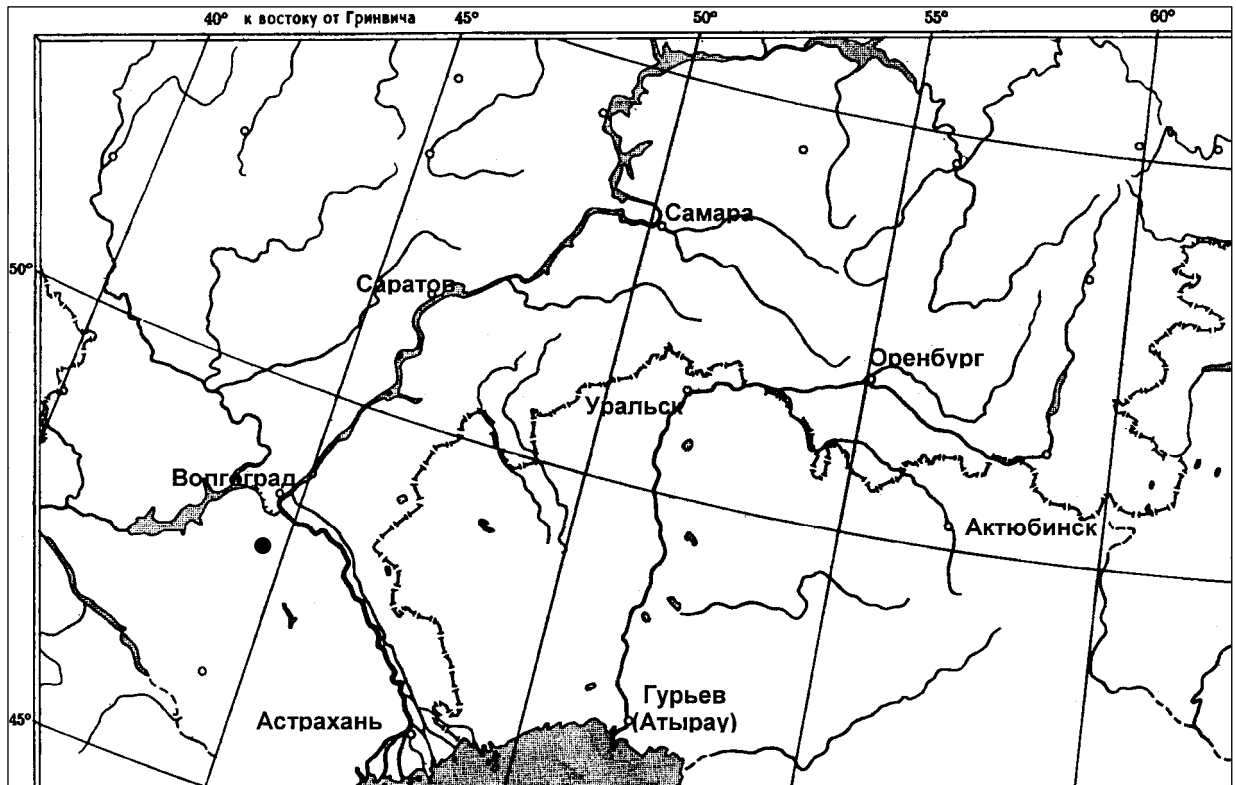 40° к востоку от Гринвича 45° 50° 55° 60°
Самара
50°
Саратов
Оренбург
Уральск
Волгоград
Актюбинск
Гурьев
(Атырау)
Астрахань
45°